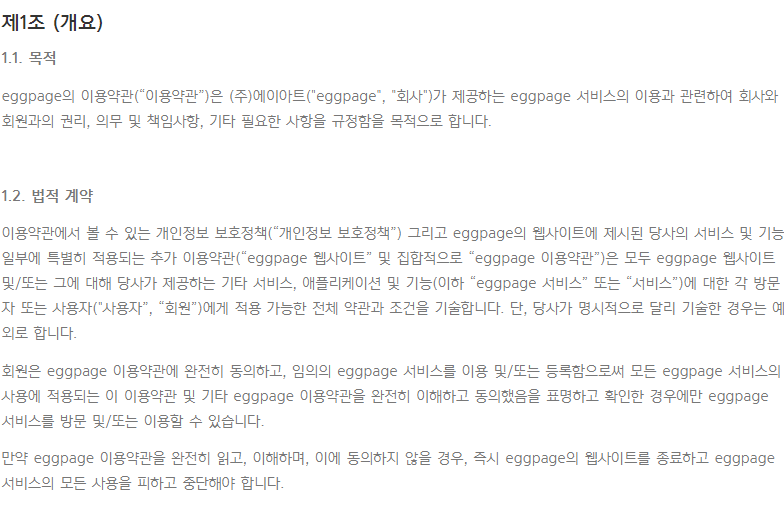 제1조 (개요)
1.1. 목적
eggpage의 이용약관(“이용약관”)은 (주)에이아트("eggpage", "회사")가 제공하는 eggpage 서비스의 이용과 관련하여 회사와
회원과의 권리, 의무 및 책임사항, 기타 필요한 사항을 규정함을 목적으로 합니다.
1.2. 법적 계약
이용약관에서 볼 수 있는 개인정보 보호정책(“개인정보 보호정책”) 그리고 eggpage의 웹사이트에 제시된 당사의 서비스 및 기능
일부에 특별히 적용되는 추가 이용약관(“eggpage 웹사이트” 및 집합적으로 “eggpage 이용약관”)은 모두 eggpage 웹사이트
및/또는 그에 대해 당사가 제공하는 기타 서비스, 애플리케이션 및 기능(이하 “eggpage 서비스” 또는 “서비스”)에 대한 각 방문
자 또는 사용자("사용자”, “회원”)에게 적용 가능한 전체 약관과 조건을 기술합니다. 단, 당사가 명시적으로 달리 기술한 경우는 예
외로 합니다.
회원은 eggpage 이용약관에 완전히 동의하고, 임의의 eggpage 서비스를 이용 및/또는 등록함으로써 모든 eggpage 서비스의
사용에 적용되는 이 이용약관 및 기타 eggpage 이용약관을 완전히 이해하고 동의했음을 표명하고 확인한 경우에만 eggpage
서비스를 방문 및/또는 이용할 수 있습니다.
만약 eggpage 이용약관을 완전히 읽고, 이해하며, 이에 동의하지 않을 경우, 즉시 eggpage의 웹사이트를 종료하고 eggpage
서비스의 모든 사용을 피하고 중단해야 합니다.